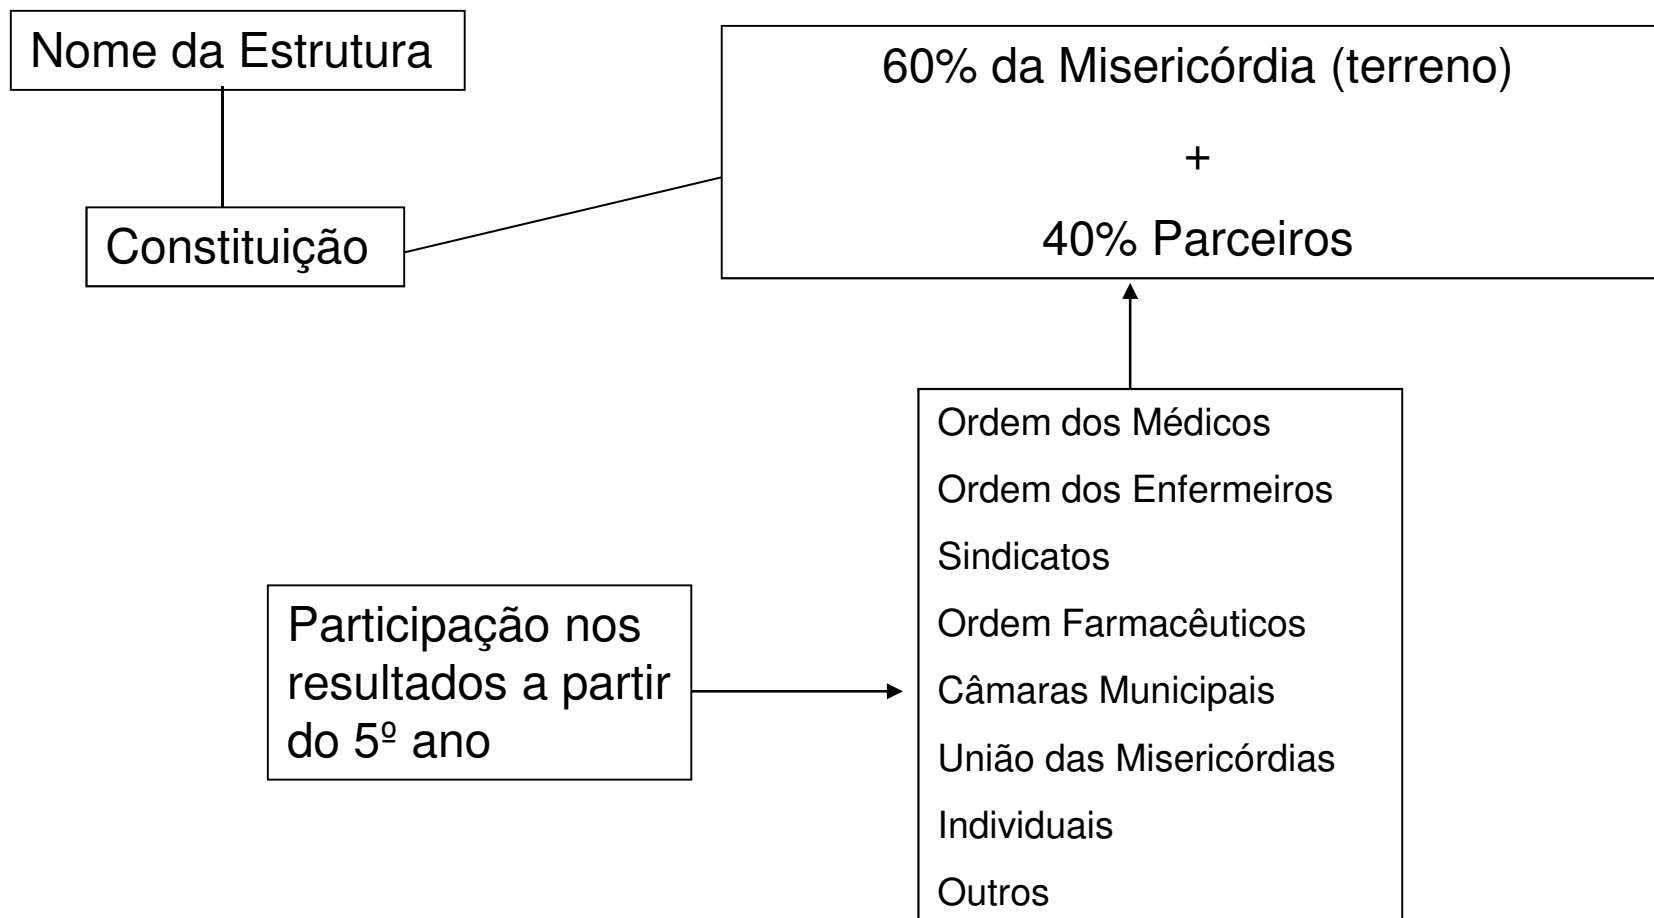 Nome da Estrutura
60% da Misericórdia (terreno)
+
40% Parceiros
Constituição
Ordem dos Médicos
Ordem dos Enfermeiros
Sindicatos
Ordem Farmacêuticos
Câmaras Municipais
União das Misericórdias
Individuais
Outros
Participação nos
resultados a partir
do 5º ano